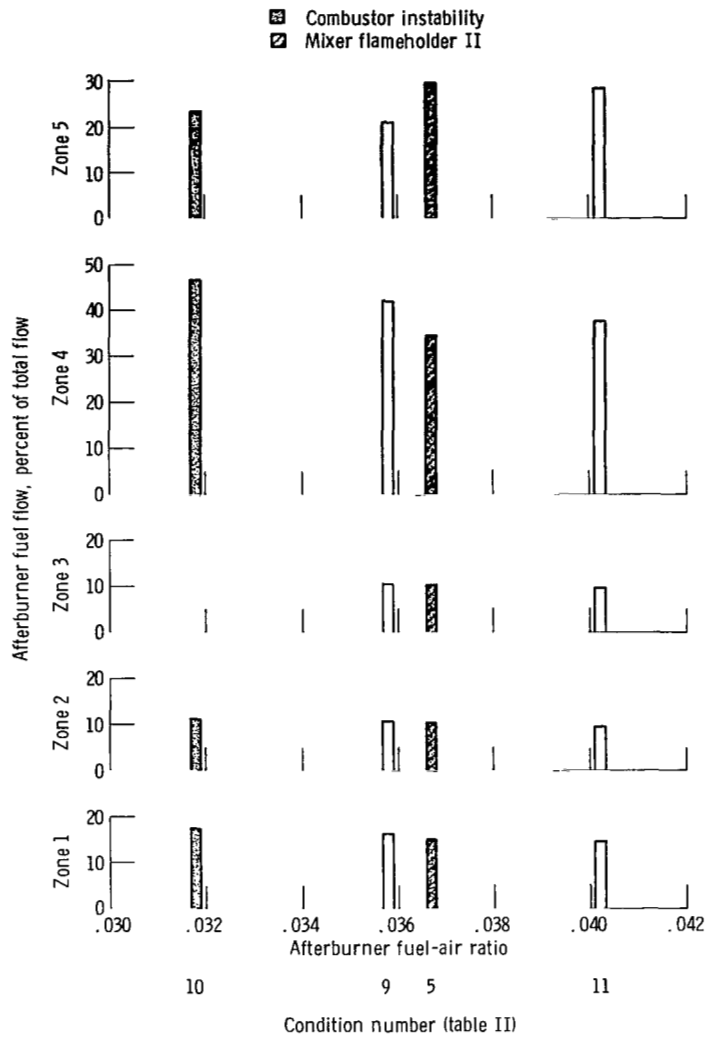 Combustor instability
Mixer flameholder II
Afterburner fuel flow, percent of total flow
Zone 5
30
20
10
0
Zone 4
50
40
30
20
10
0
Zone 3
20
10
0
Zone 2
20
10
0
Zone 1
20
10
0
.030 .032 .034 .036 .038 .040 .042
Afterburner fuel-air ratio
10 9 5 11
Condition number (table II)